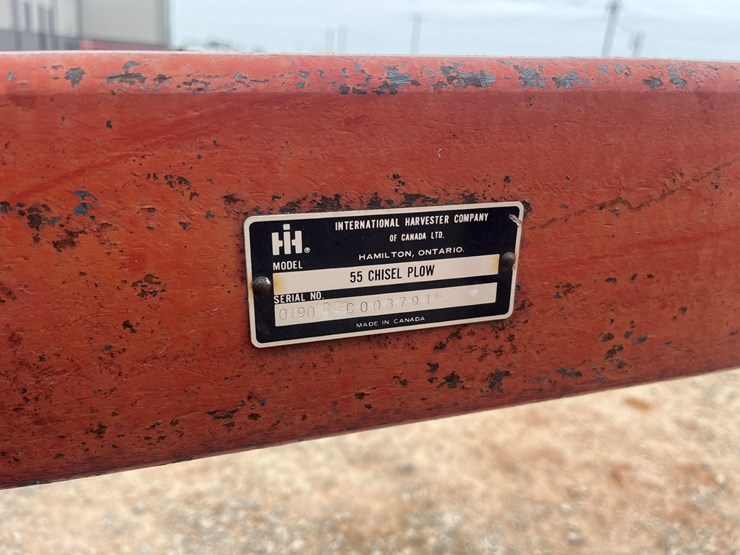 INTERNATIONAL HARVESTER COMPANY
OF CANADA LTD.
HAMILTON, ONTARIO.
IH®
MODEL
55 CHISEL PLOW
SERIAL NO.
MADE IN CANADA